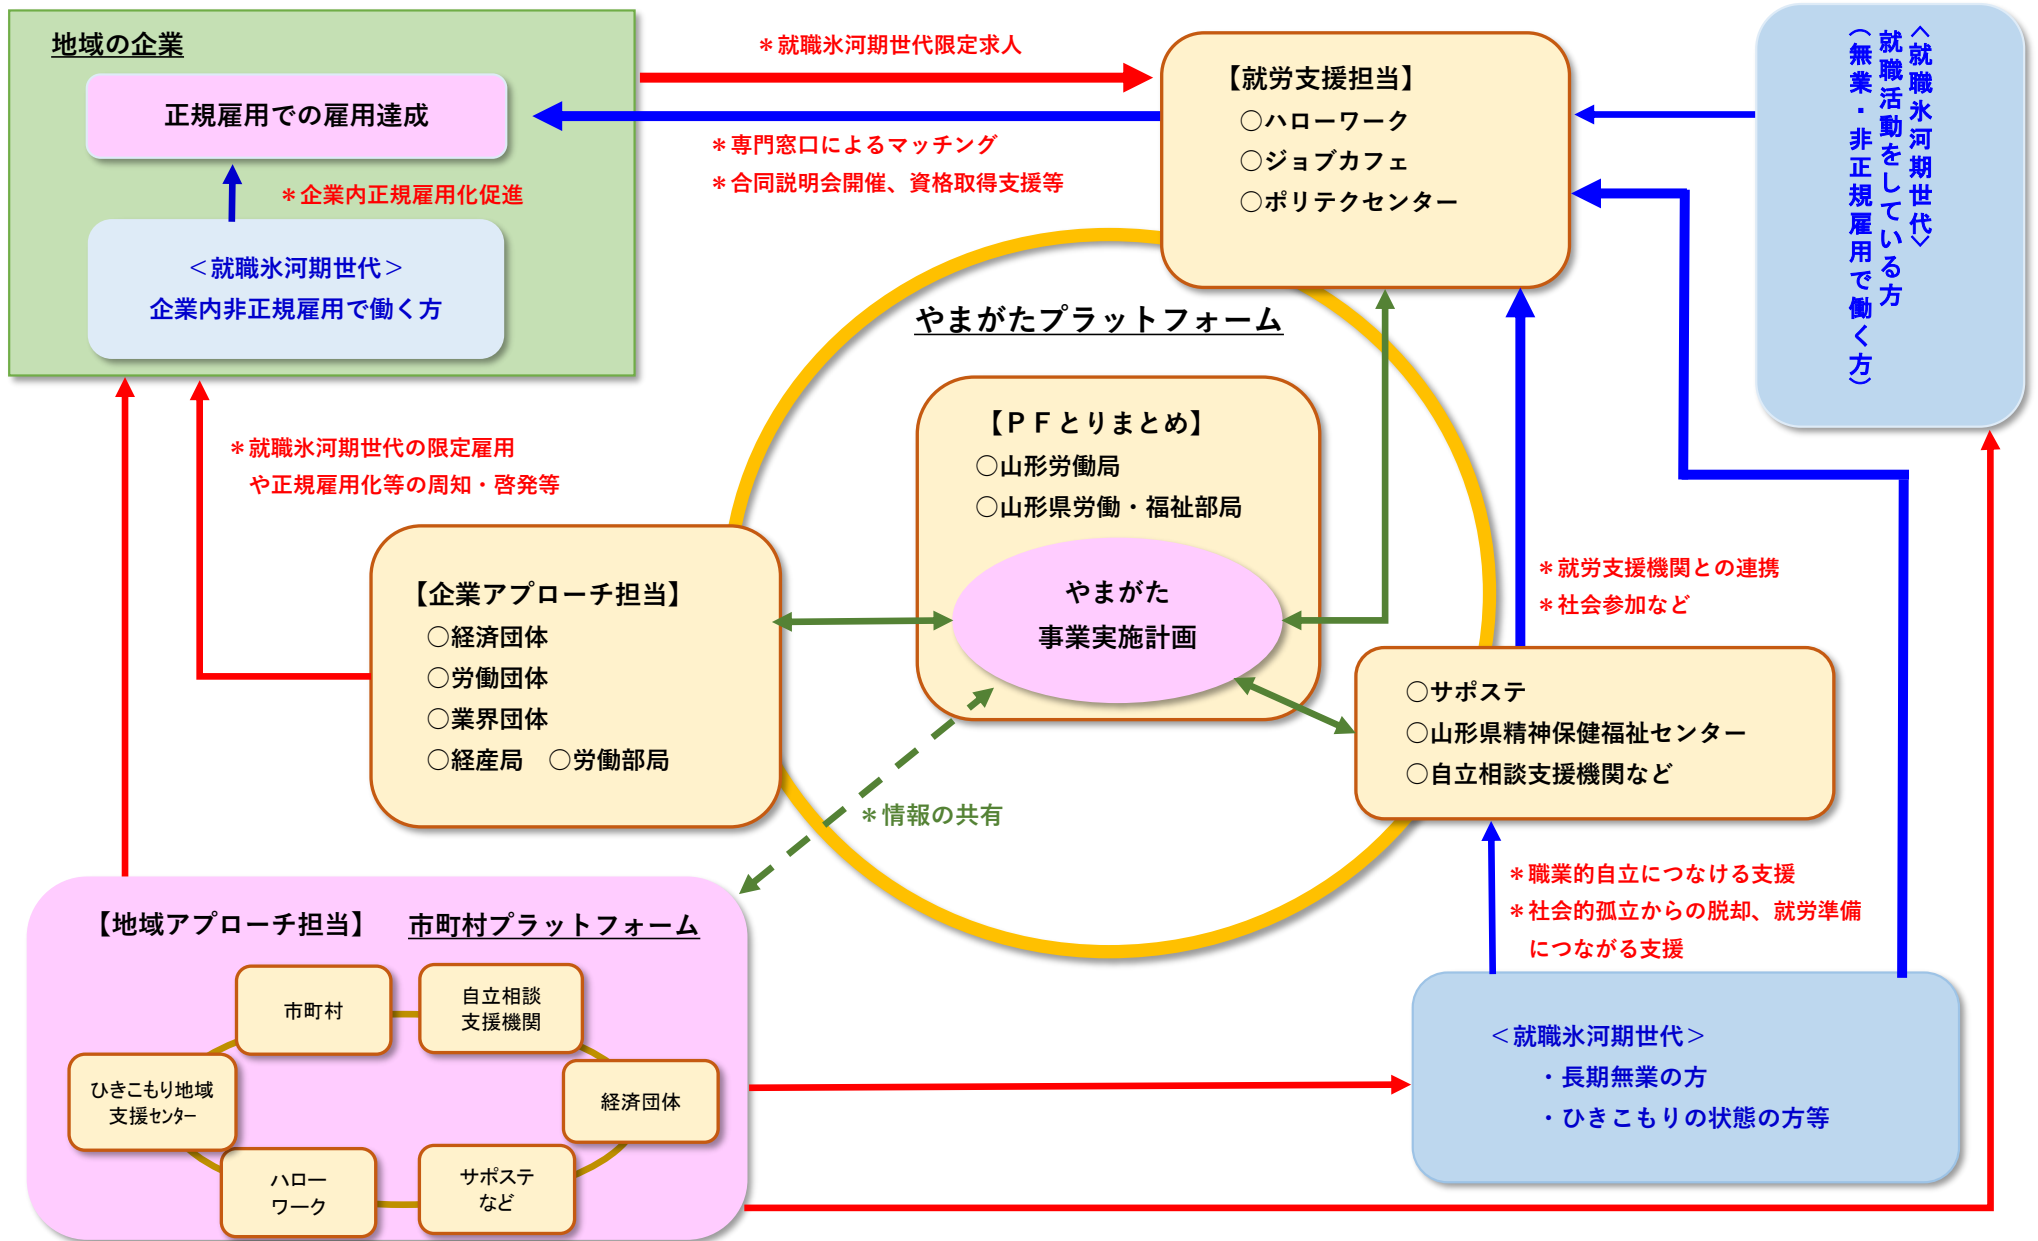 地域の企業
正規雇用での雇用達成
＊企業内正規雇用化促進
＜就職氷河期世代＞
企業内非正規雇用で働く方
＊就職氷河期世代限定求人
＊専門窓口によるマッチング
＊合同説明会開催、資格取得支援等
【就労支援担当】
○ハローワーク
○ジョブカフェ
○ポリテクセンター
＜就職氷河期世代＞
就職活動をしている方
（無業・非正規雇用で働く方）
やまがたプラットフォーム
【ＰＦとりまとめ】
○山形労働局
○山形県労働・福祉部局
やまがた
事業実施計画
＊就職氷河期世代の限定雇用
や正規雇用化等の周知・啓発等
【企業アプローチ担当】
○経済団体
○労働団体
○業界団体
○経産局　○労働部局
＊就労支援機関との連携
＊社会参加など
○サポステ
○山形県精神保健福祉センター
○自立相談支援機関など
＊情報の共有
＊職業的自立につなげる支援
＊社会的孤立からの脱却、就労準備
につながる支援
【地域アプローチ担当】　市町村プラットフォーム
市町村
自立相談
支援機関
ひきこもり地域
支援ｾﾝﾀｰ
経済団体
ハロー
ワーク
サポステ
など
＜就職氷河期世代＞
・長期無業の方
・ひきこもりの状態の方等